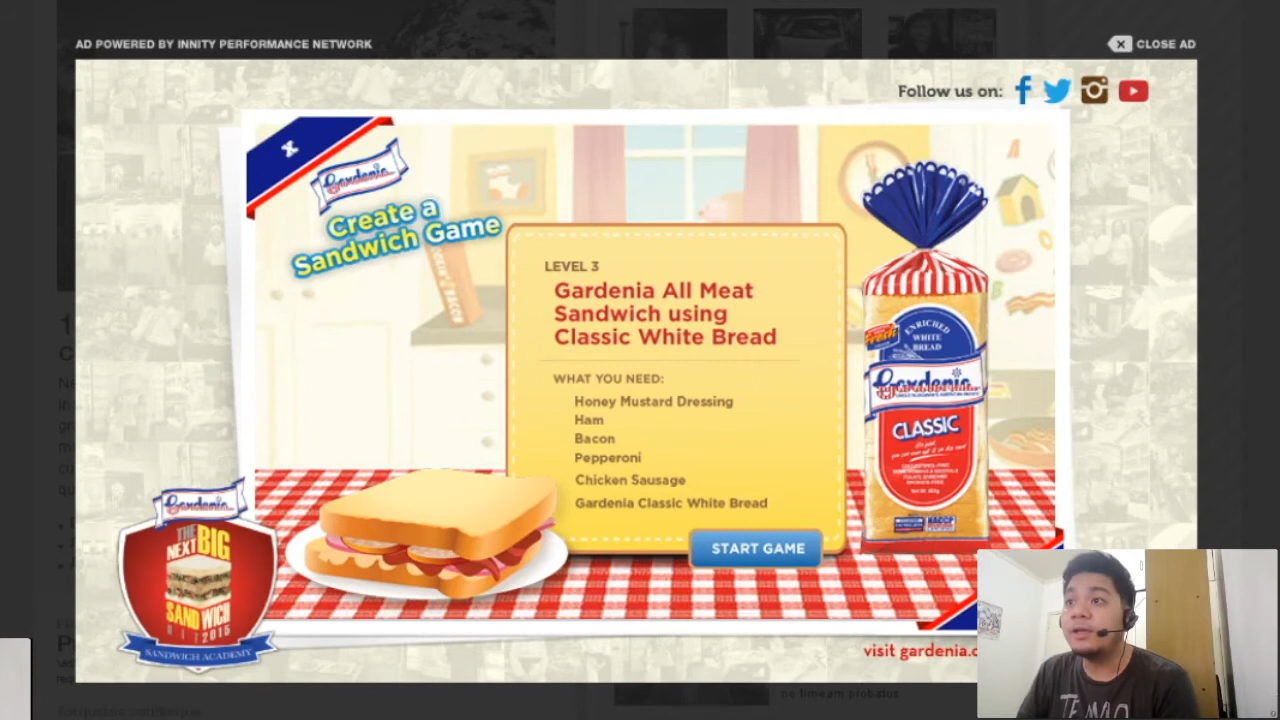 AD POWERED BY INNITY PERFORMANCE NETWORK
CLOSE AD
Follow us on:
Gardenia
Create a
Sandwich Game
LEVEL 3
Gardenia All Meat
Sandwich using
Classic White Bread
WHAT YOU NEED:
Honey Mustard Dressing
Ham
Bacon
Pepperoni
Chicken Sausage
Gardenia Classic White Bread
START GAME
Fresh
ENRICHED
WHITE
BREAD
Gardenia
CLASSIC
HACCP
Gardenia
THE
NEXT BIG
SANDWICH
2015
SANDWICH ACADEMY
visit gardenia.c